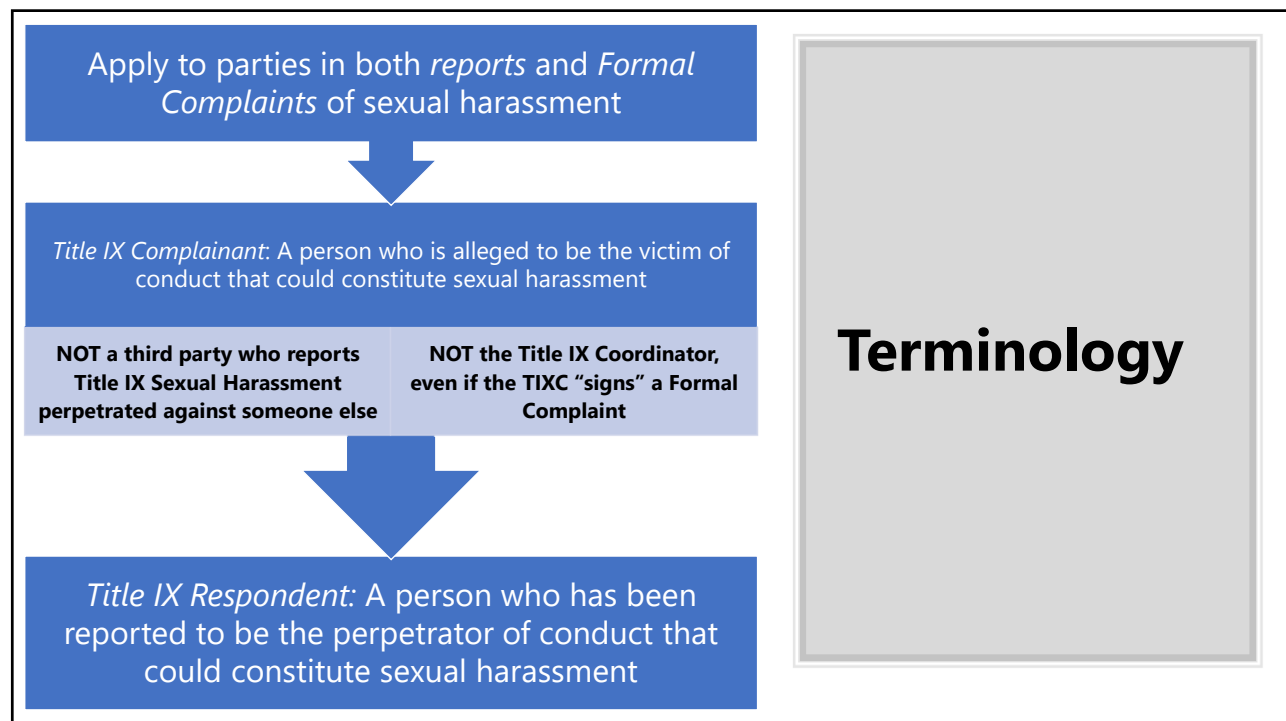 Apply to parties in both reports and Formal
Complaints of sexual harassment
Title IX Complainant: A person who is alleged to be the victim of
conduct that could constitute sexual harassment
NOT a third party who reports
Title IX Sexual Harassment
perpetrated against someone else
NOT the Title IX Coordinator,
even if the TIXC “signs” a Formal
Complaint
Title IX Respondent: A person who has been
reported to be the perpetrator of conduct that
could constitute sexual harassment
Terminology